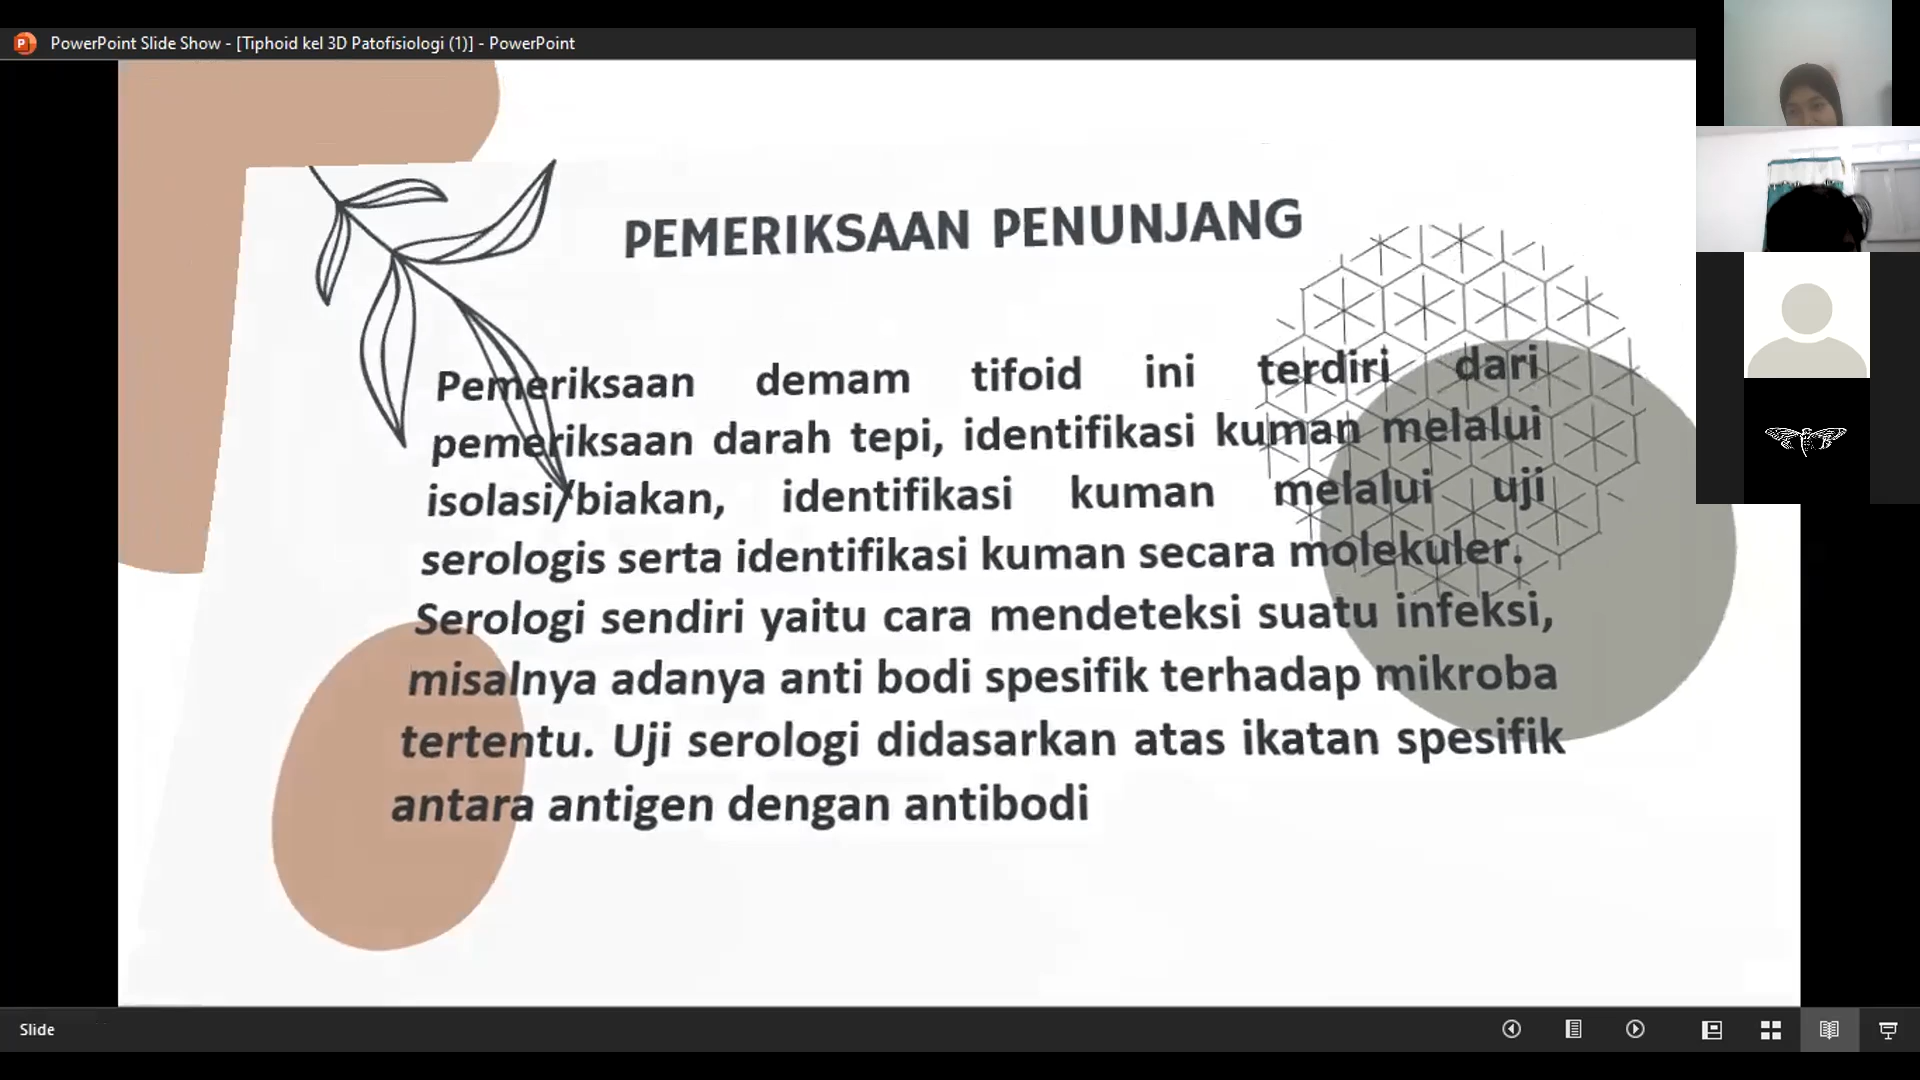 PowerPoint Slide Show - [Tiphoid kel 3D Patofisiologi (1)] - PowerPoint
PEMERIKSAAN PENUNJANG
Pemeriksaan demam tifoid ini terdiri dari
pemeriksaan darah tepi, identifikasi kuman melalui
isolasi/biakan, identifikasi kuman melalui uji
serologis serta identifikasi kuman secara molekuler.
Serologi sendiri yaitu cara mendeteksi suatu infeksi,
misalnya adanya anti bodi spesifik terhadap mikroba
tertentu. Uji serologi didasarkan atas ikatan spesifik
antara antigen dengan antibodi
Slide